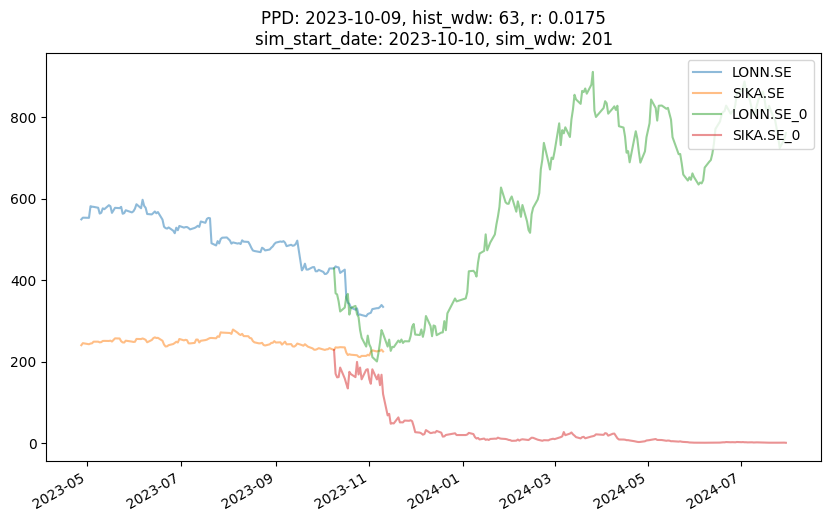 PPD: 2023-10-09, hist_wdw: 63, r: 0.0175
sim_start_date: 2023-10-10, sim_wdw: 201
LONN.SE
SIKA.SE
LONN.SE_0
SIKA.SE_0
800
600
400
200
0
2023-05
2023-07
2023-09
2023-11
2024-01
2024-03
2024-05
2024-07